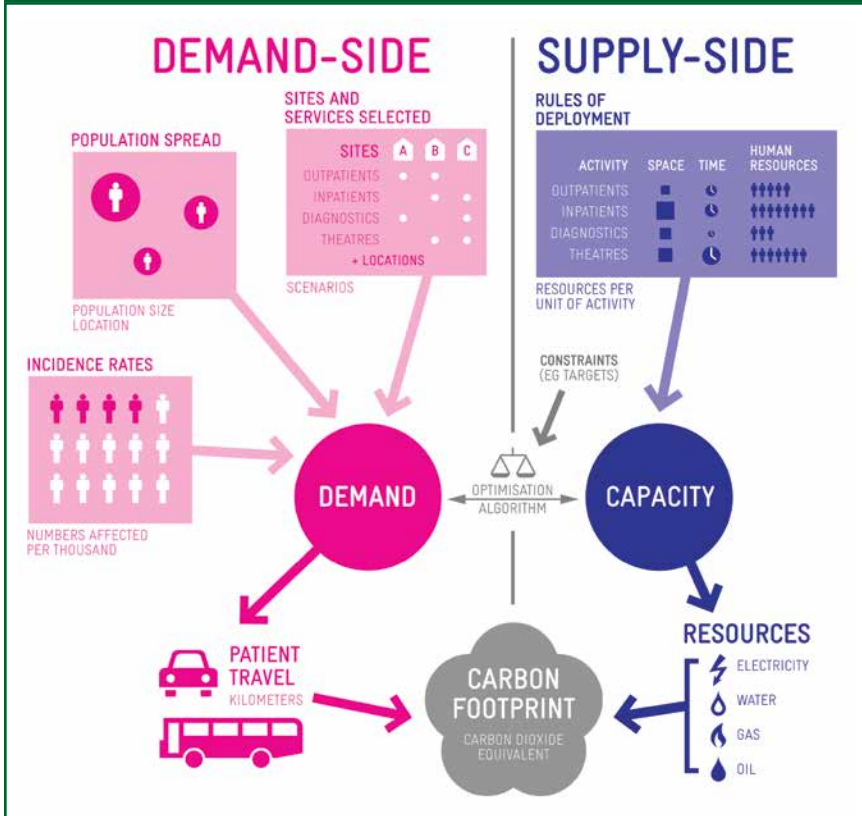 DEMAND-SIDE
SUPPLY-SIDE
POPULATION SPREAD
POPULATION SIZE
LOCATION
SITES AND
SERVICES SELECTED
SITES A B C
OUTPATIENTS
INPATIENTS
DIAGNOSTICS
THEATRES
+ LOCATIONS
SCENARIOS
RULES OF
DEPLOYMENT
ACTIVITY SPACE TIME HUMAN
RESOURCES
OUTPATIENTS
INPATIENTS
DIAGNOSTICS
THEATRES
RESOURCES PER
UNIT OF ACTIVITY
INCIDENCE RATES
NUMBERS AFFECTED
PER THOUSAND
CONSTRAINTS
(EG TARGETS)
DEMAND
OPTIMISATION
ALGORITHM
CAPACITY
PATIENT
TRAVEL
KILOMETERS
CARBON
FOOTPRINT
CARBON DIOXIDE
EQUIVALENT
RESOURCES
ELECTRICITY
WATER
GAS
OIL